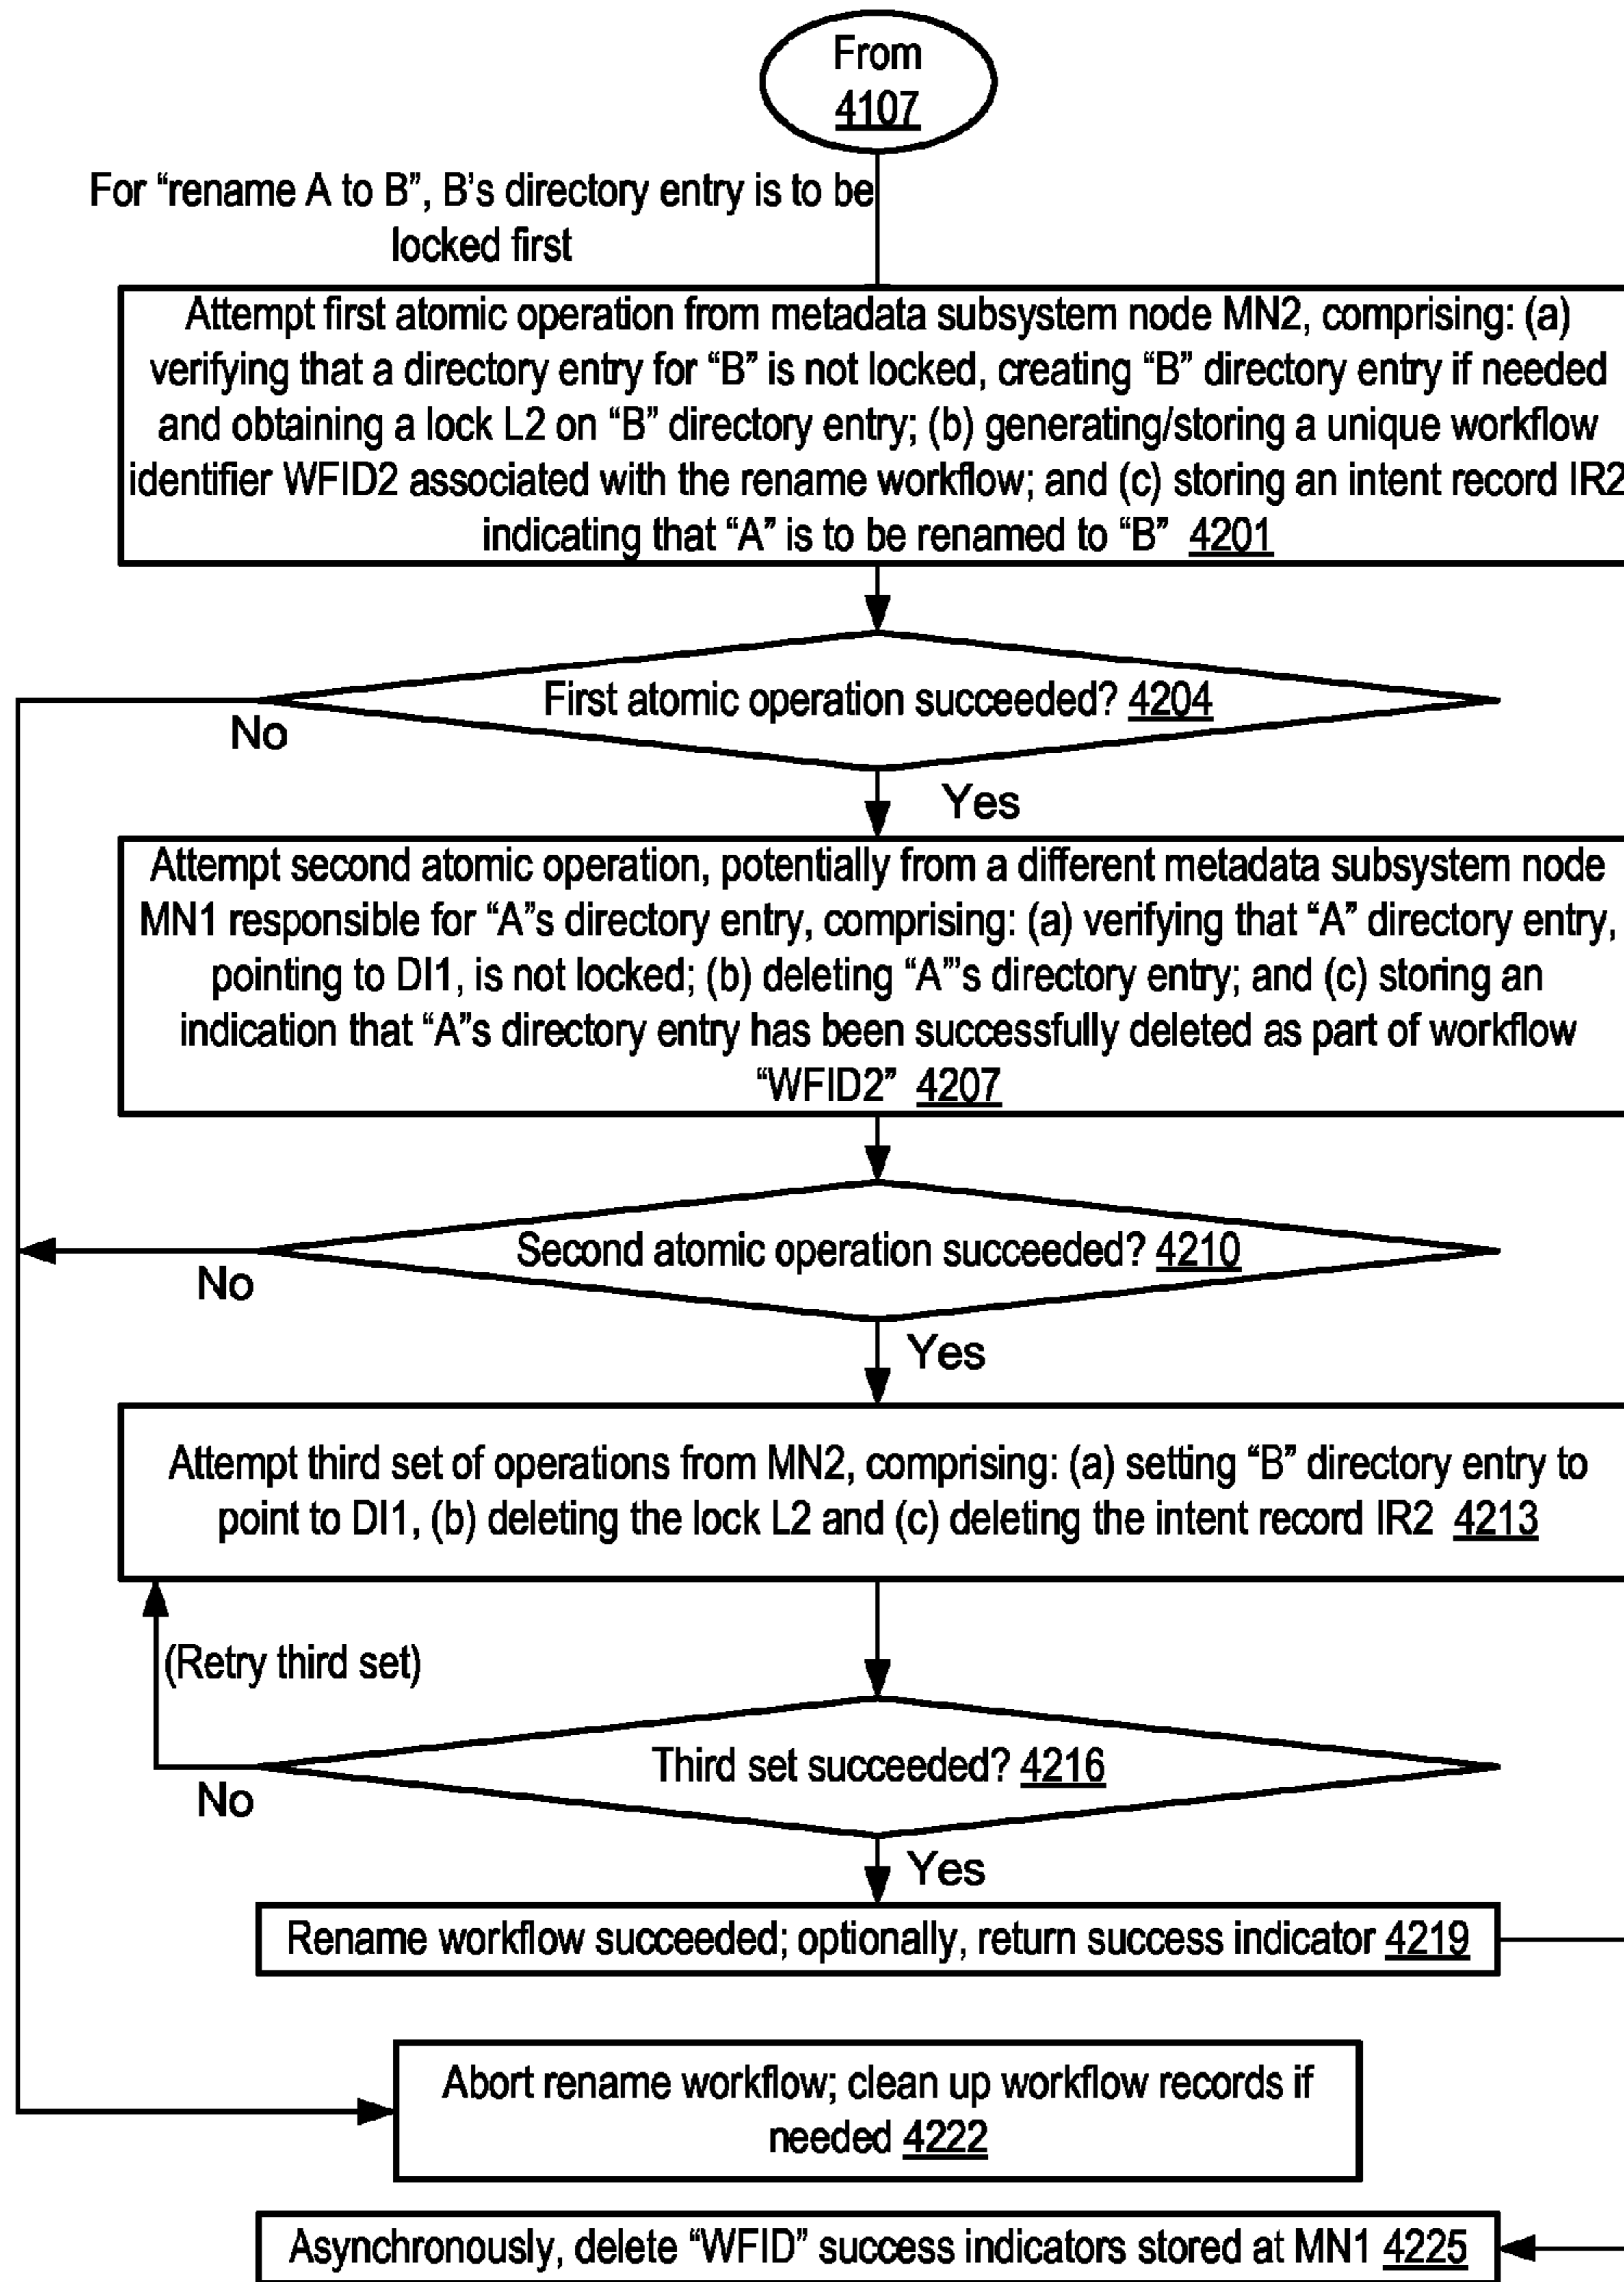 From
4107
For “rename A to B”, B’s directory entry is to be
locked first
Attempt first atomic operation from metadata subsystem node MN2, comprising: (a)
verifying that a directory entry for “B” is not locked, creating “B” directory entry if needed
and obtaining a lock L2 on “B” directory entry; (b) generating/storing a unique workflow
identifier WFID2 associated with the rename workflow; and (c) storing an intent record IR2
indicating that “A” is to be renamed to “B” 4201
First atomic operation succeeded? 4204
No
Yes
Attempt second atomic operation, potentially from a different metadata subsystem node
MN1 responsible for “A”s directory entry, comprising: (a) verifying that “A” directory entry,
pointing to DI1, is not locked; (b) deleting “A”’s directory entry; and (c) storing an
indication that “A”s directory entry has been successfully deleted as part of workflow
“WFID2” 4207
Second atomic operation succeeded? 4210
No
Yes
Attempt third set of operations from MN2, comprising: (a) setting “B” directory entry to
point to DI1, (b) deleting the lock L2 and (c) deleting the intent record IR2 4213
(Retry third set)
Third set succeeded? 4216
No
Yes
Rename workflow succeeded; optionally, return success indicator 4219
Abort rename workflow; clean up workflow records if
needed 4222
Asynchronously, delete “WFID” success indicators stored at MN1 4225